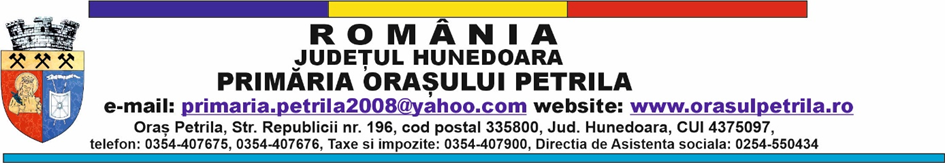 ROMÂNIA
JUDEȚUL HUNEDOARA
PRIMĂRIA ORAȘULUI PETRILA
e-mail: primaria.petrila2008@yahoo.com website: www.orasulpetrila.ro
Oraș Petrila, Str. Republicii nr. 196, cod postal 335800, Jud. Hunedoara, CUI 4375097,
telefon: 0354-407675, 0354-407676, Taxe si impozite: 0354-407900, Directia de Asistenta sociala: 0254-550434